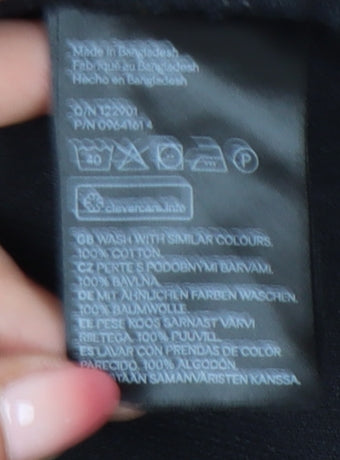 Made in Bangladesh
Fabriqué au Bangladesh
Hecho en Bangladesh
O/N 122901
P/N 0964161 4
40 P
clevercare.info
GB WASH WITH SIMILAR COLOURS.
100% COTTON.
CZ PERTE S PODOBNÝMI BARVAMI.
100% BAVLNA.
DE MIT ÄHNLICHEN FARBEN WASCHEN.
100% BAUMWOLLE.
EE PESE KOOS SARNAST VÄRVI
RIIETEGA. 100% PUUVILL.
ES LAVAR CON PRENDAS DE COLOR
PARECIDO. 100% ALGODÓN.
SAMANVÄRISTEN KANSSA.